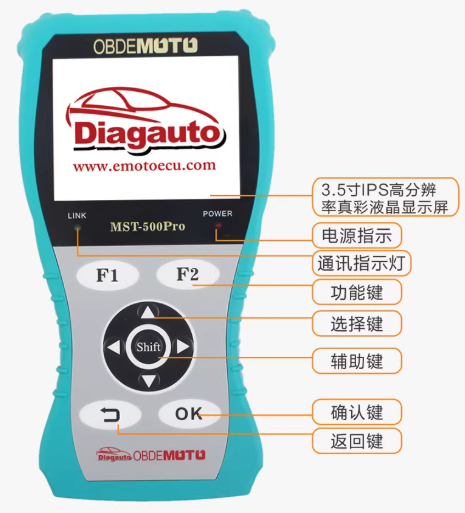 OBDEMOTO
Diagauto
www.emotoecu.com
3.5寸IPS高分辨
率真彩液晶显示屏
LINK
POWER
MST-500Pro
电源指示
通讯指示灯
F1
F2
功能键
选择键
Shift
辅助键
OK
确认键
返回键
Diagauto OBDEMOTO